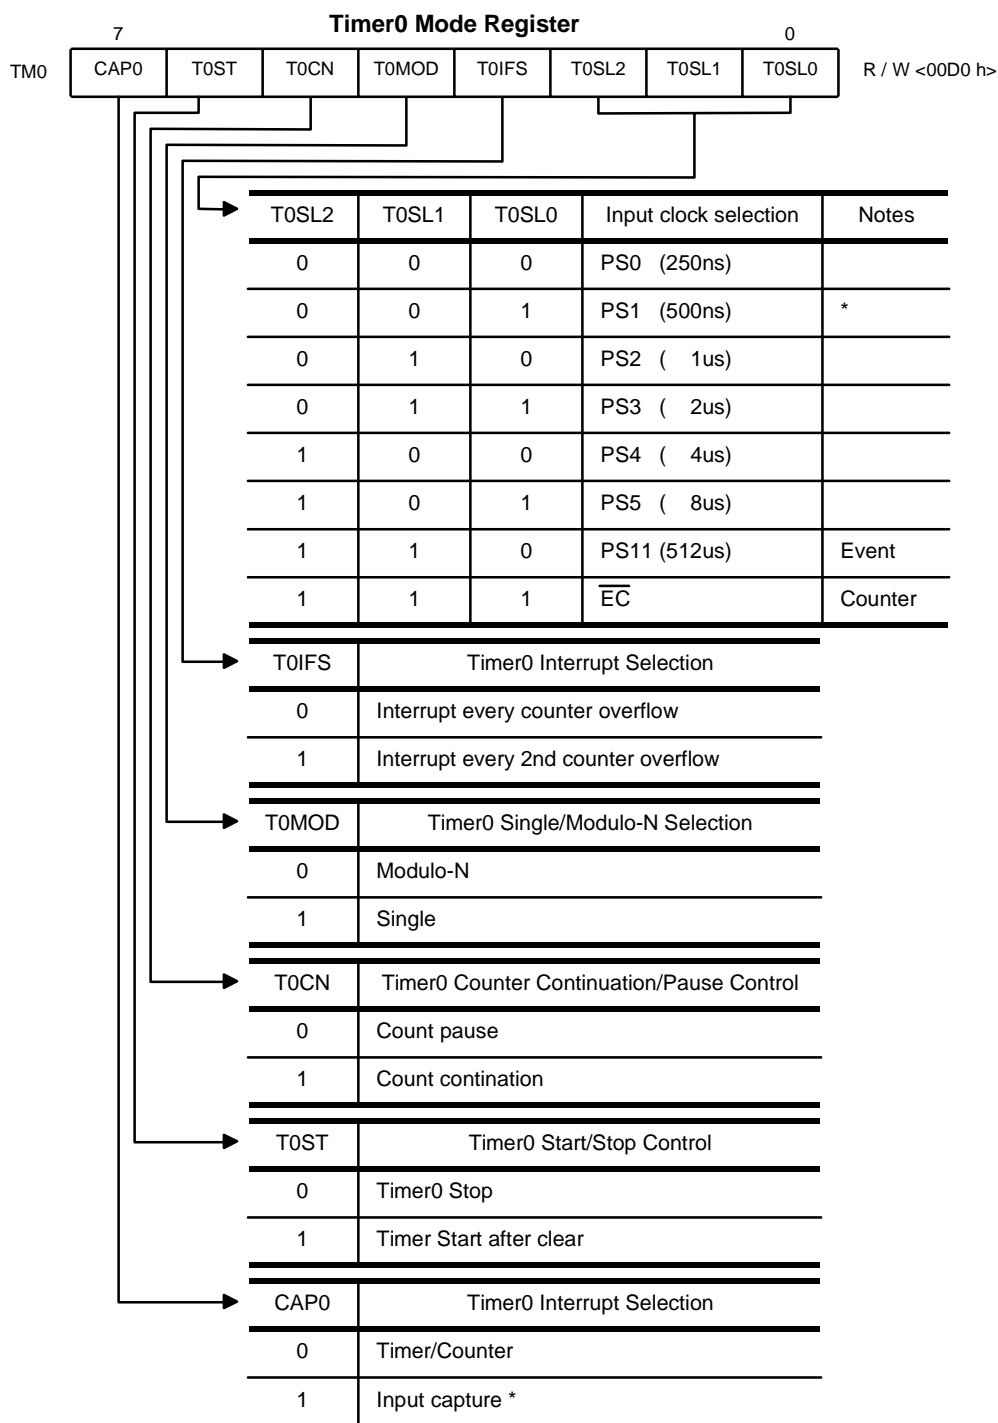 Timer0 Mode Register
7 0
TM0 CAP0 T0ST T0CN T0MOD T0IFS T0SL2 T0SL1 T0SL0 R / W <00D0 h>
T0SL2 T0SL1 T0SL0 Input clock selection Notes
0 0 0 PS0 (250ns)
0 0 1 PS1 (500ns) *
0 1 0 PS2 ( 1us)
0 1 1 PS3 ( 2us)
1 0 0 PS4 ( 4us)
1 0 1 PS5 ( 8us)
1 1 0 PS11 (512us) Event
1 1 1 E̅C̅ Counter
T0IFS Timer0 Interrupt Selection
0 Interrupt every counter overflow
1 Interrupt every 2nd counter overflow
T0MOD Timer0 Single/Modulo-N Selection
0 Modulo-N
1 Single
T0CN Timer0 Counter Continuation/Pause Control
0 Count pause
1 Count contination
T0ST Timer0 Start/Stop Control
0 Timer0 Stop
1 Timer Start after clear
CAP0 Timer0 Interrupt Selection
0 Timer/Counter
1 Input capture *